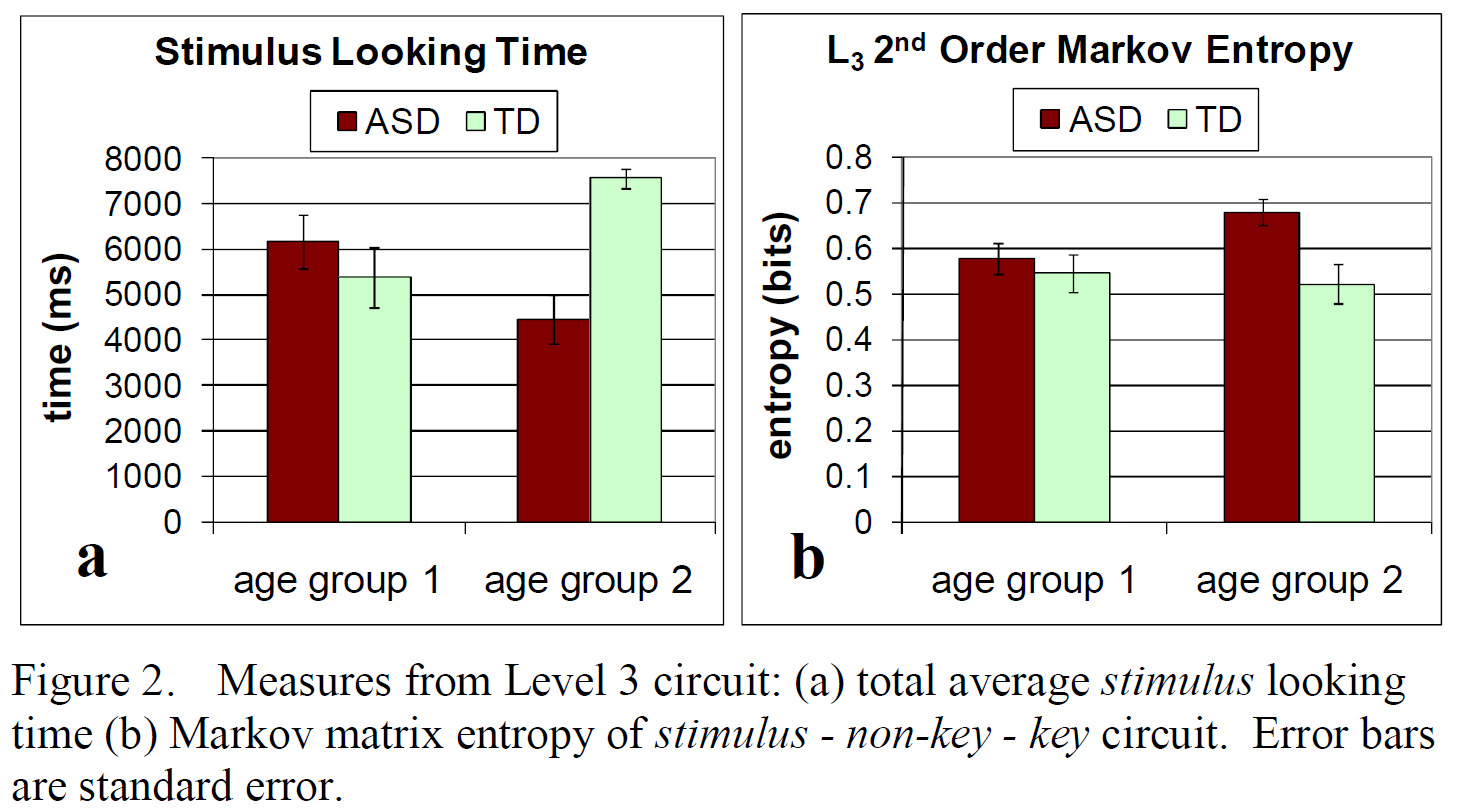 Stimulus Looking Time
ASD TD
8000
7000
6000
5000
4000
3000
2000
1000
0
time (ms)
age group 1 age group 2
a
L3 2nd Order Markov Entropy
ASD TD
0.8
0.7
0.6
0.5
0.4
0.3
0.2
0.1
0
entropy (bits)
age group 1 age group 2
b
Figure 2. Measures from Level 3 circuit: (a) total average stimulus looking
time (b) Markov matrix entropy of stimulus - non-key - key circuit. Error bars
are standard error.